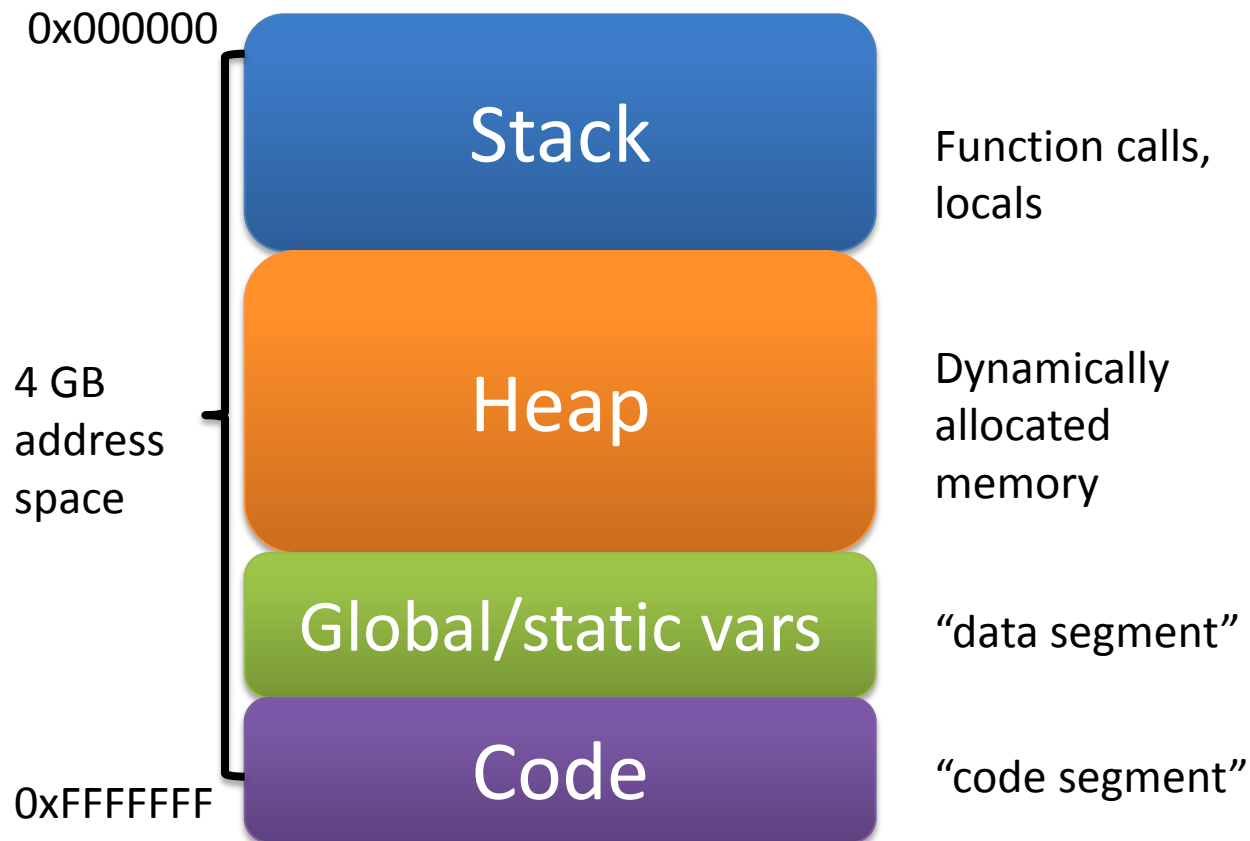 0x000000
Stack
Function calls,
locals
4 GB
address
space
Heap
Dynamically
allocated
memory
Global/static vars
“data segment”
Code
“code segment”
0xFFFFFFF